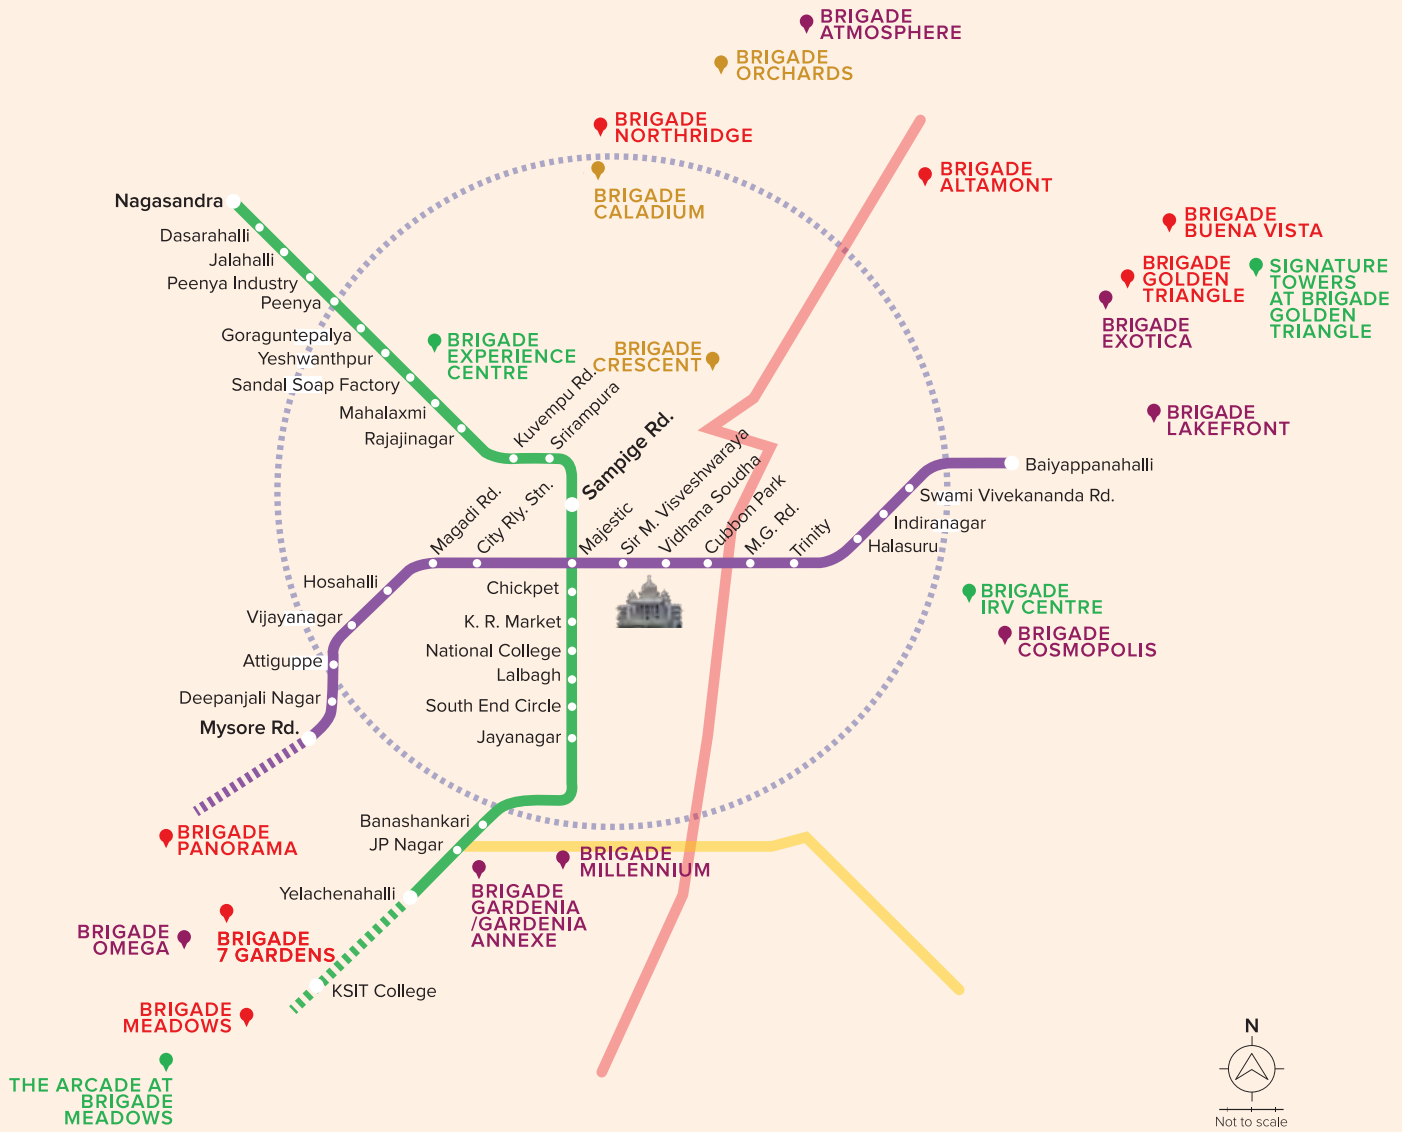 BRIGADE
ATMOSPHERE
BRIGADE
ORCHARDS
BRIGADE
NORTHRIDGE
BRIGADE
ALTAMONT
BRIGADE
CALADIUM
Nagasandra
Dasarahalli
Jalahalli
Peenya Industry
Peenya
Goraguntepalya
Yeshwanthpur
Sandal Soap Factory
Mahalaxmi
Rajajinagar
BRIGADE
BUENA VISTA
BRIGADE
GOLDEN
TRIANGLE
SIGNATURE
TOWERS
AT BRIGADE
GOLDEN
TRIANGLE
BRIGADE
EXOTICA
BRIGADE
EXPERIENCE
CENTRE
BRIGADE
CRESCENT
Kuvempu Rd.
Srirampura
Sampige Rd.
BRIGADE
LAKEFRONT
Baiyappanahalli
Swami Vivekananda Rd.
Indiranagar
Halasuru
Magadi Rd.
City Rly. Stn.
Majestic
Sir M. Visveshwaraya
Vidhana Soudha
Cubbon Park
M.G. Rd.
Trinity
Hosahalli
Vijayanagar
Attiguppe
Deepanjali Nagar
Mysore Rd.
Chickpet
K. R. Market
National College
Lalbagh
South End Circle
Jayanagar
BRIGADE
IRV CENTRE
BRIGADE
COSMOPOLIS
Banashankari
JP Nagar
Yelachenahalli
KSIT College
BRIGADE
PANORAMA
BRIGADE
MILLENNIUM
BRIGADE
GARDENIA
/GARDENIA
ANNEXE
BRIGADE
OMEGA
BRIGADE
7 GARDENS
BRIGADE
MEADOWS
THE ARCADE AT
BRIGADE
MEADOWS
N
Not to scale